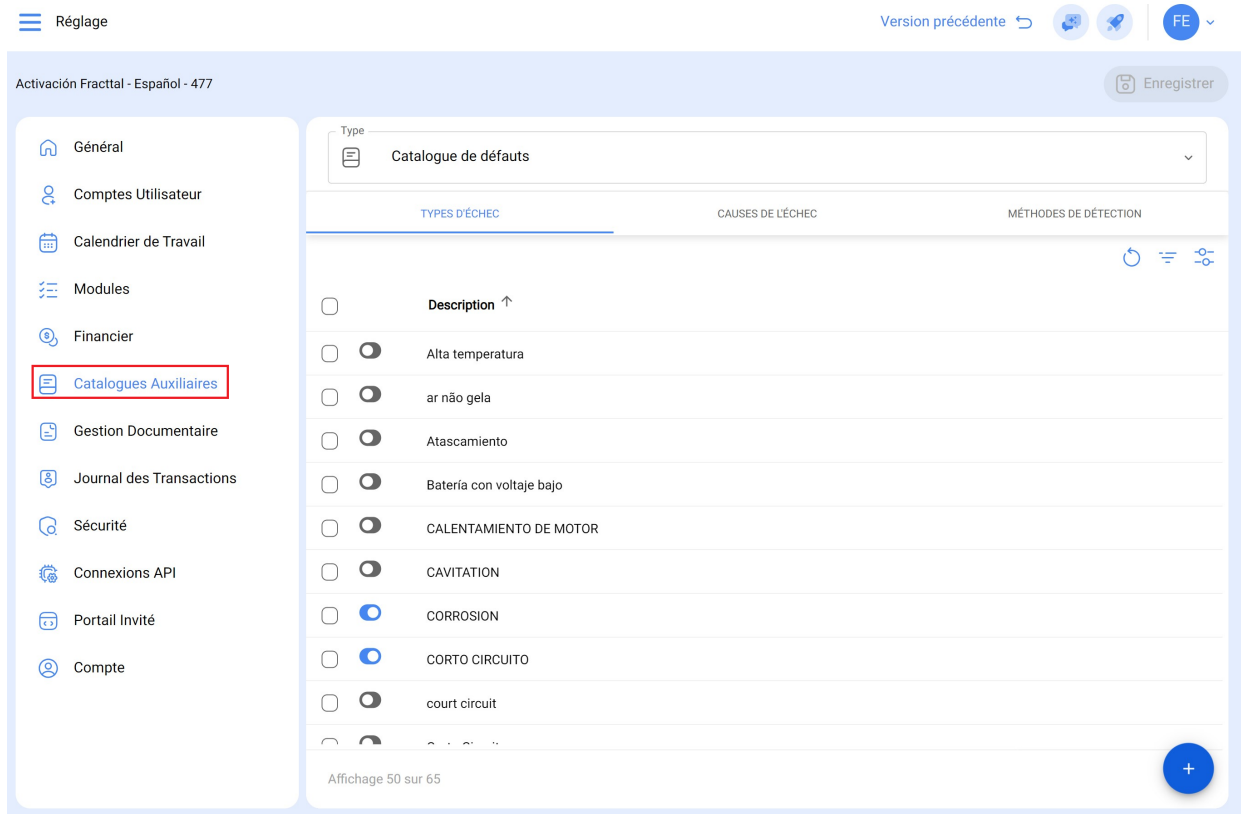 Réglage
Version précédente
FE
Activación Fracttal - Español - 477
Enregistrer
Général
Comptes Utilisateur
Calendrier de Travail
Modules
Financier
Catalogues Auxiliaires
Gestion Documentaire
Journal des Transactions
Sécurité
Connexions API
Portail Invité
Compte
Type
Catalogue de défauts
TYPES D'ÉCHEC
CAUSES DE L'ÉCHEC
MÉTHODES DE DÉTECTION
Description
Alta temperatura
ar não gela
Atascamiento
Batería con voltaje bajo
CALENTAMIENTO DE MOTOR
CAVITATION
CORROSION
CORTO CIRCUITO
court circuit
Affichage 50 sur 65